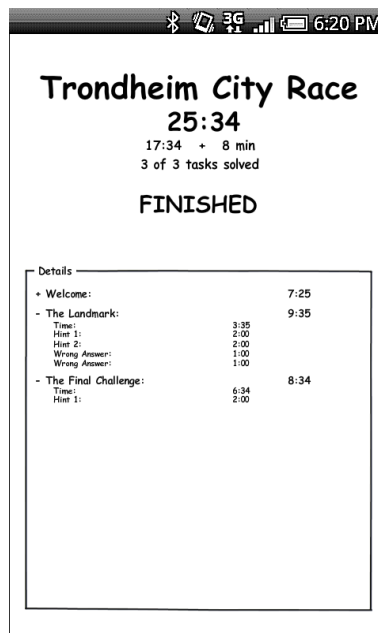 3G 6:20 PM
Trondheim City Race
25:34
17:34 + 8 min
3 of 3 tasks solved
FINISHED
Details
+ Welcome: 7:25
- The Landmark: 9:35
Time: 3:35
Hint 1: 2:00
Hint 2: 2:00
Wrong Answer: 1:00
Wrong Answer: 1:00
- The Final Challenge: 8:34
Time: 6:34
Hint 1: 2:00